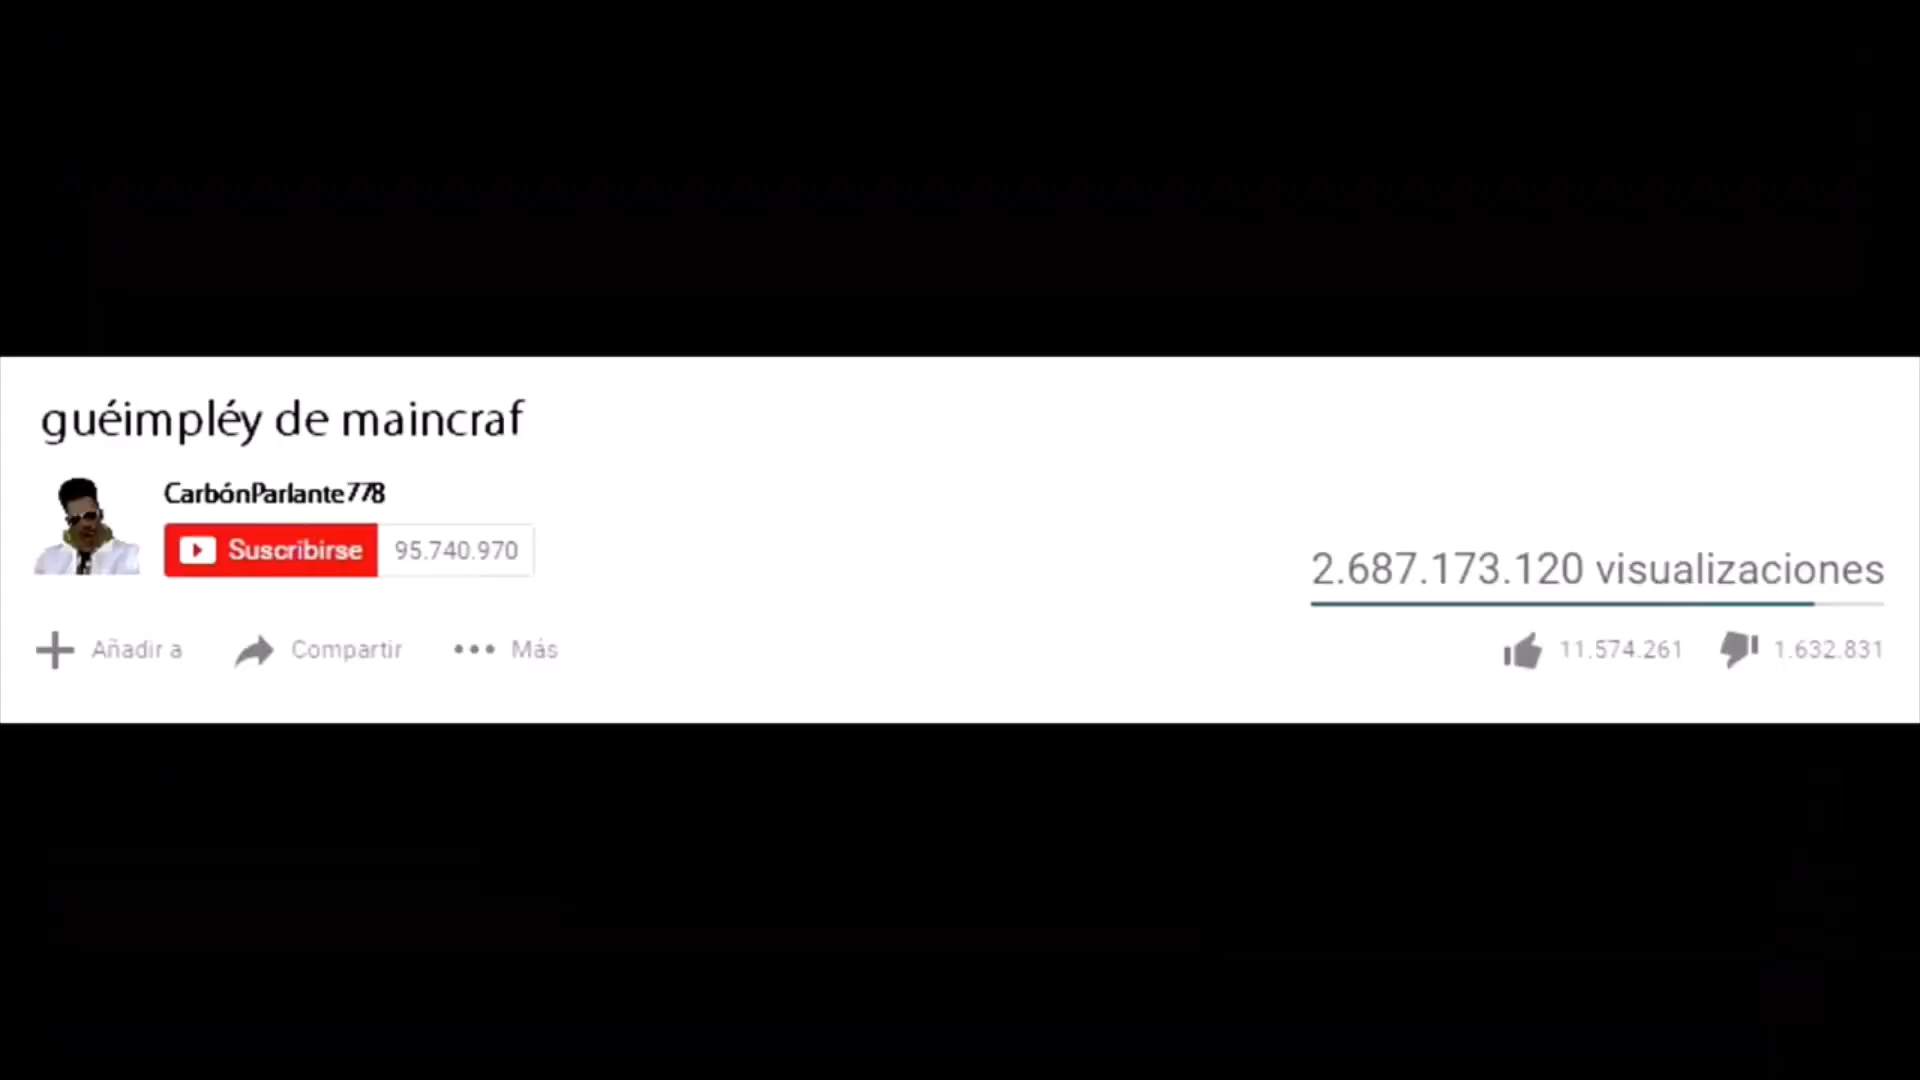 guéimpléy de maincraf
CarbónParlante778
Suscribirse 95.740.970
2.687.173.120 visualizaciones
Añadir a Compartir Más
11.574.261 1.632.831